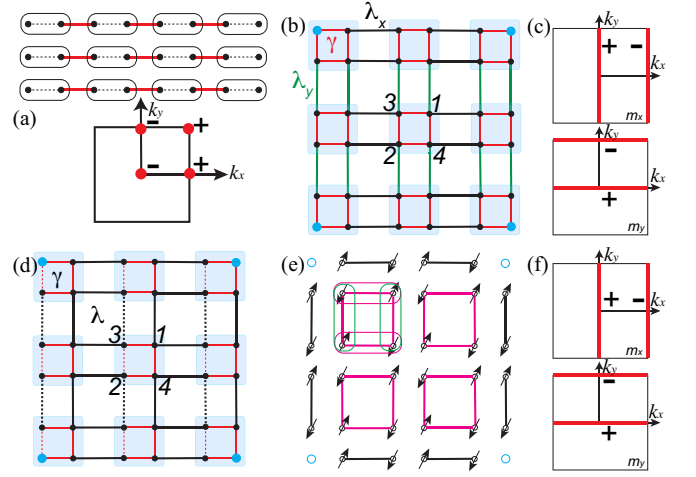 (a)
k_y
- +
- +
k_x
(b)
λ_x
γ
λ_y
3 1
2 4
(c)
k_y
+ -
k_x
m_x
k_y
-
k_x
+
m_y
(d)
γ
λ
3 1
2 4
(e)
(f)
k_y
+ -
k_x
m_x
k_y
-
k_x
+
m_y